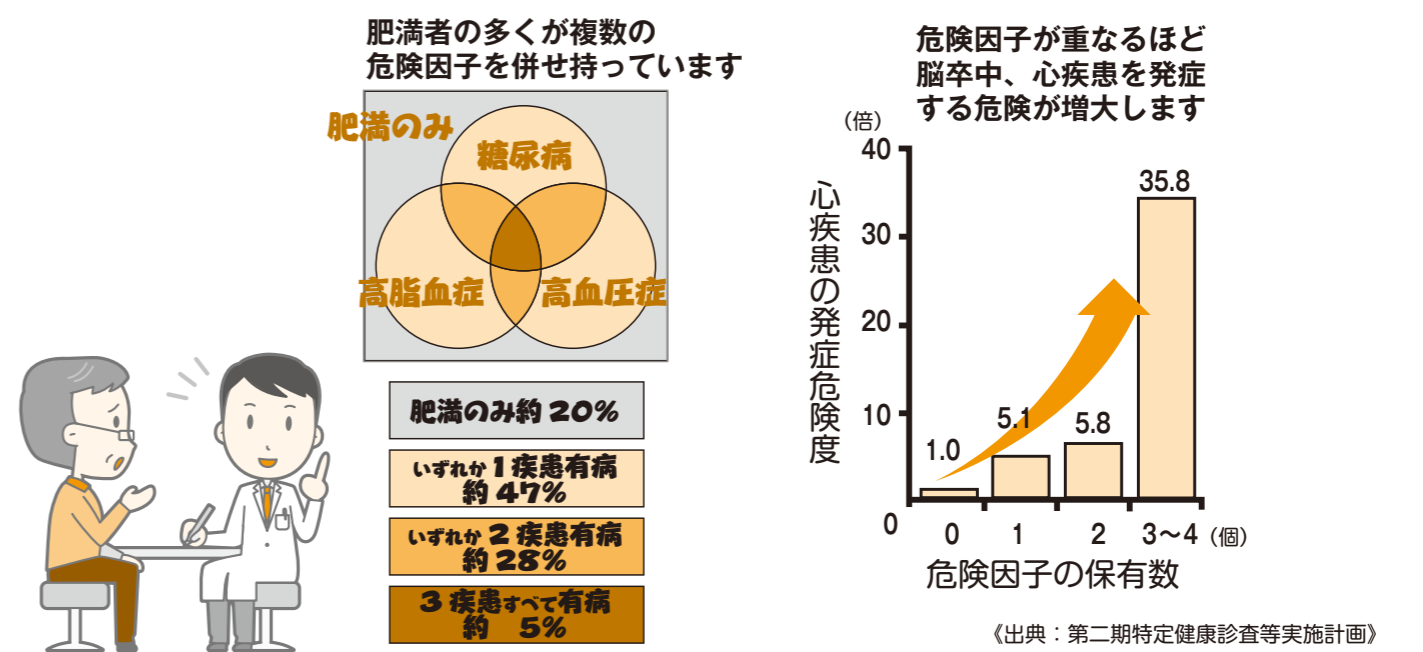 肥満者の多くが複数の
危険因子を併せ持っています
肥満のみ
糖尿病
高脂血症
高血圧症
肥満のみ約20%
いずれか1疾患有病
約47%
いずれか2疾患有病
約28%
3疾患すべて有病
約 5%
危険因子が重なるほど
脳卒中、心疾患を発症
する危険が増大します
（倍）
心疾患の発症危険度
40
30
20
10
0
1.0
5.1
5.8
35.8
0 1 2 3〜4（個）
危険因子の保有数
《出典：第二期特定健康診査等実施計画》